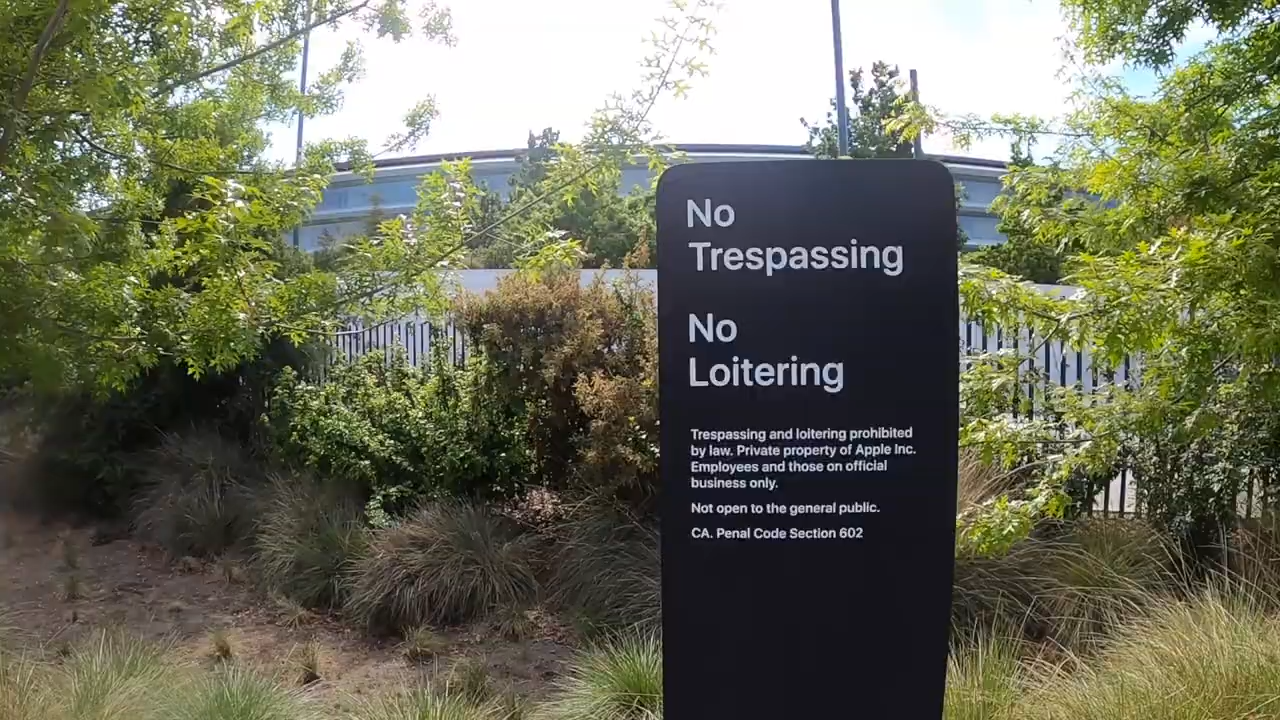 No
Trespassing
No
Loitering
Trespassing and loitering prohibited
by law. Private property of Apple Inc.
Employees and those on official
business only.
Not open to the general public.
CA. Penal Code Section 602